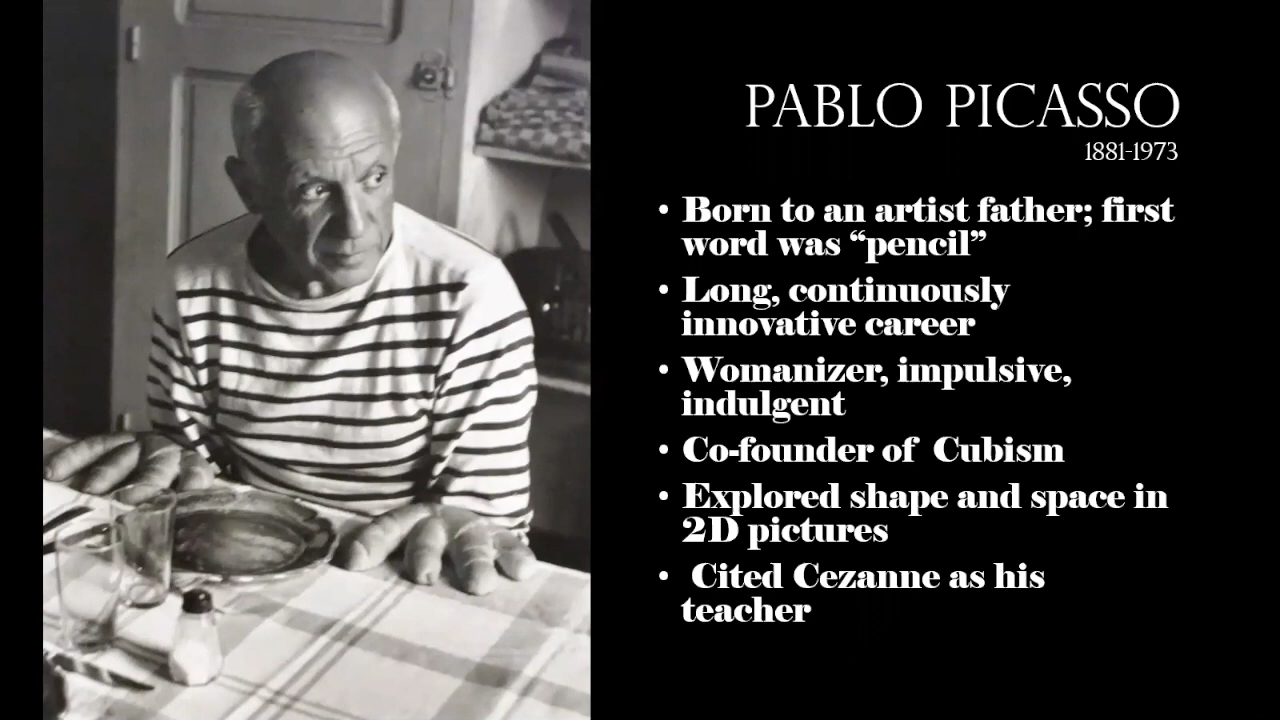 PABLO PICASSO
1881-1973
• Born to an artist father; first
word was “pencil”
• Long, continuously
innovative career
• Womanizer, impulsive,
indulgent
• Co-founder of  Cubism
• Explored shape and space in
2D pictures
•  Cited Cezanne as his
teacher